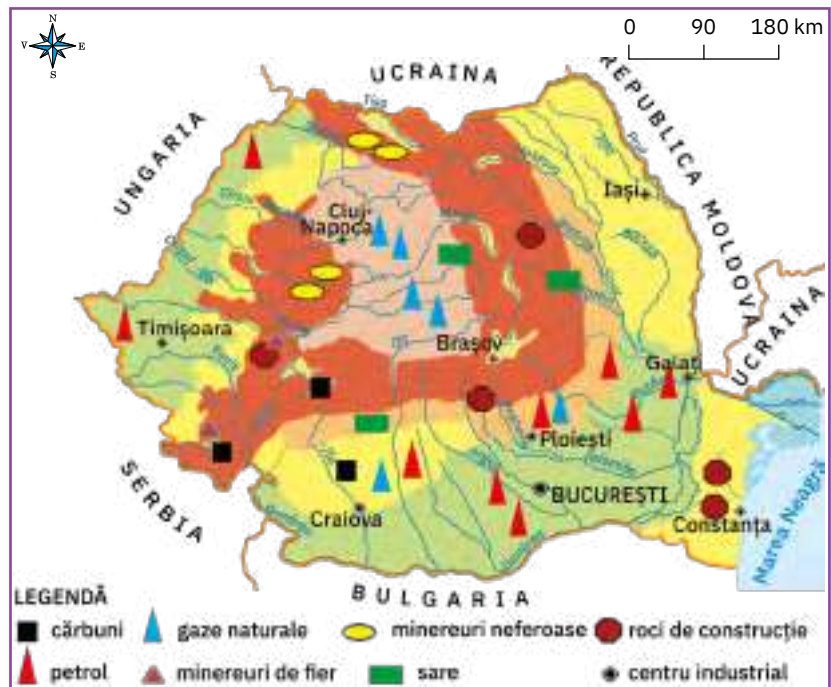 N
V E
S
0 90 180 km
UCRAINA
REPUBLICA MOLDOVA
UNGARIA
Tisa
Prut
Iași
Cluj-
Napoca
Timișoara
Brașov
Galați
UCRAINA
Ploiești
SERBIA
BUCUREȘTI
Craiova
Constanța
Marea Neagră
BULGARIA
LEGENDĂ
cărbuni gaze naturale minereuri neferoase roci de construcție
petrol minereuri de fier sare centru industrial